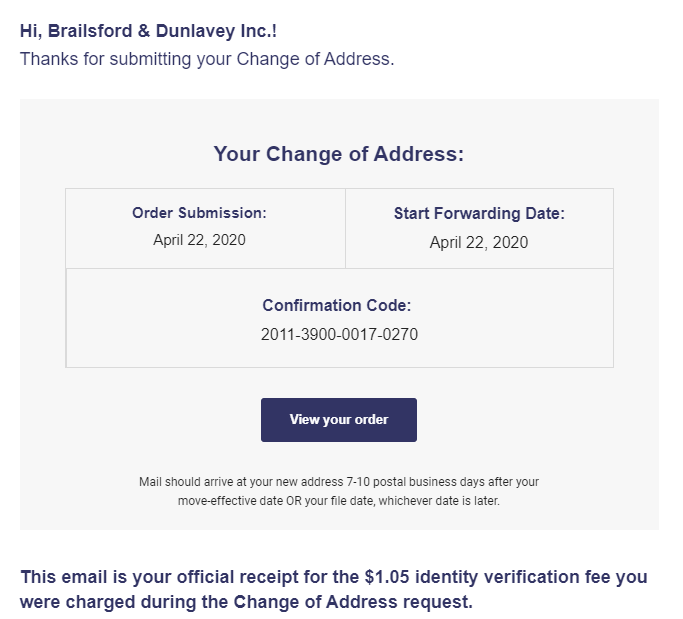 Hi, Brailsford & Dunlavey Inc.!
Thanks for submitting your Change of Address.
Your Change of Address:
Order Submission:
April 22, 2020
Start Forwarding Date:
April 22, 2020
Confirmation Code:
2011-3900-0017-0270
View your order
Mail should arrive at your new address 7-10 postal business days after your
move-effective date OR your file date, whichever date is later.
This email is your official receipt for the $1.05 identity verification fee you
were charged during the Change of Address request.